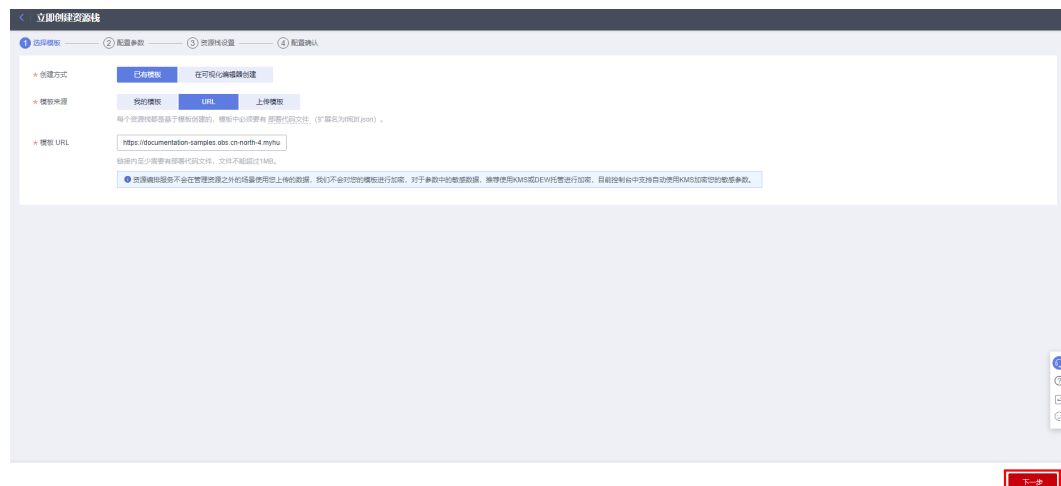 立即创建资源栈
1 选择模板 2 配置参数 3 资源栈设置 4 配置确认
* 创建方式 已有模板 在可视化编辑器创建
* 模板来源 我的模板 URL 上传模板
每个资源栈都是基于模板创建的，模板中必须要有 部署代码文件 （扩展名为tf和tf.json）。
* 模板 URL https://documentation-samples.obs.cn-north-4.myhu
链接内至少需要有部署代码文件，文件不能超过1MB。
资源编排服务不会在管理资源之外的场景使用您上传的数据，我们不会对您的模板进行加密，对于参数中的敏感数据，推荐使用KMS或DEW托管进行加密，目前控制台中支持自动使用KMS加密您的敏感参数。
下一步